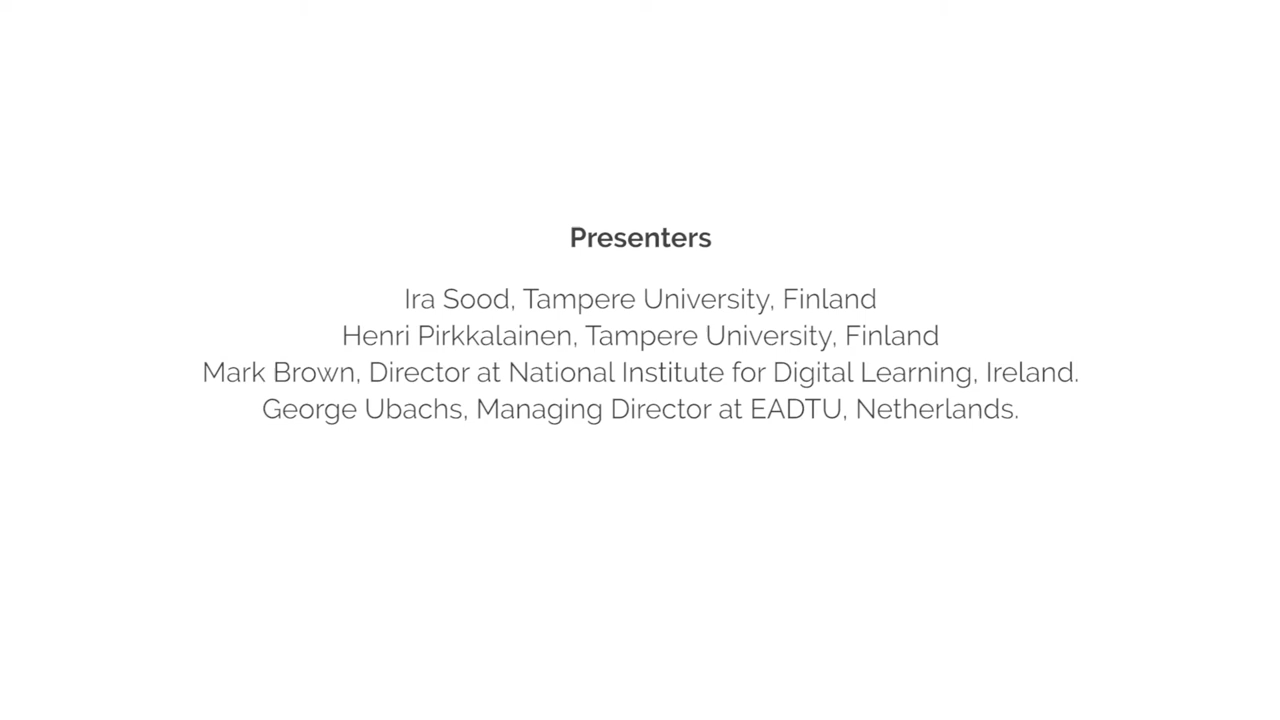 Presenters
Ira Sood, Tampere University, Finland
Henri Pirkkalainen, Tampere University, Finland
Mark Brown, Director at National Institute for Digital Learning, Ireland.
George Ubachs, Managing Director at EADTU, Netherlands.